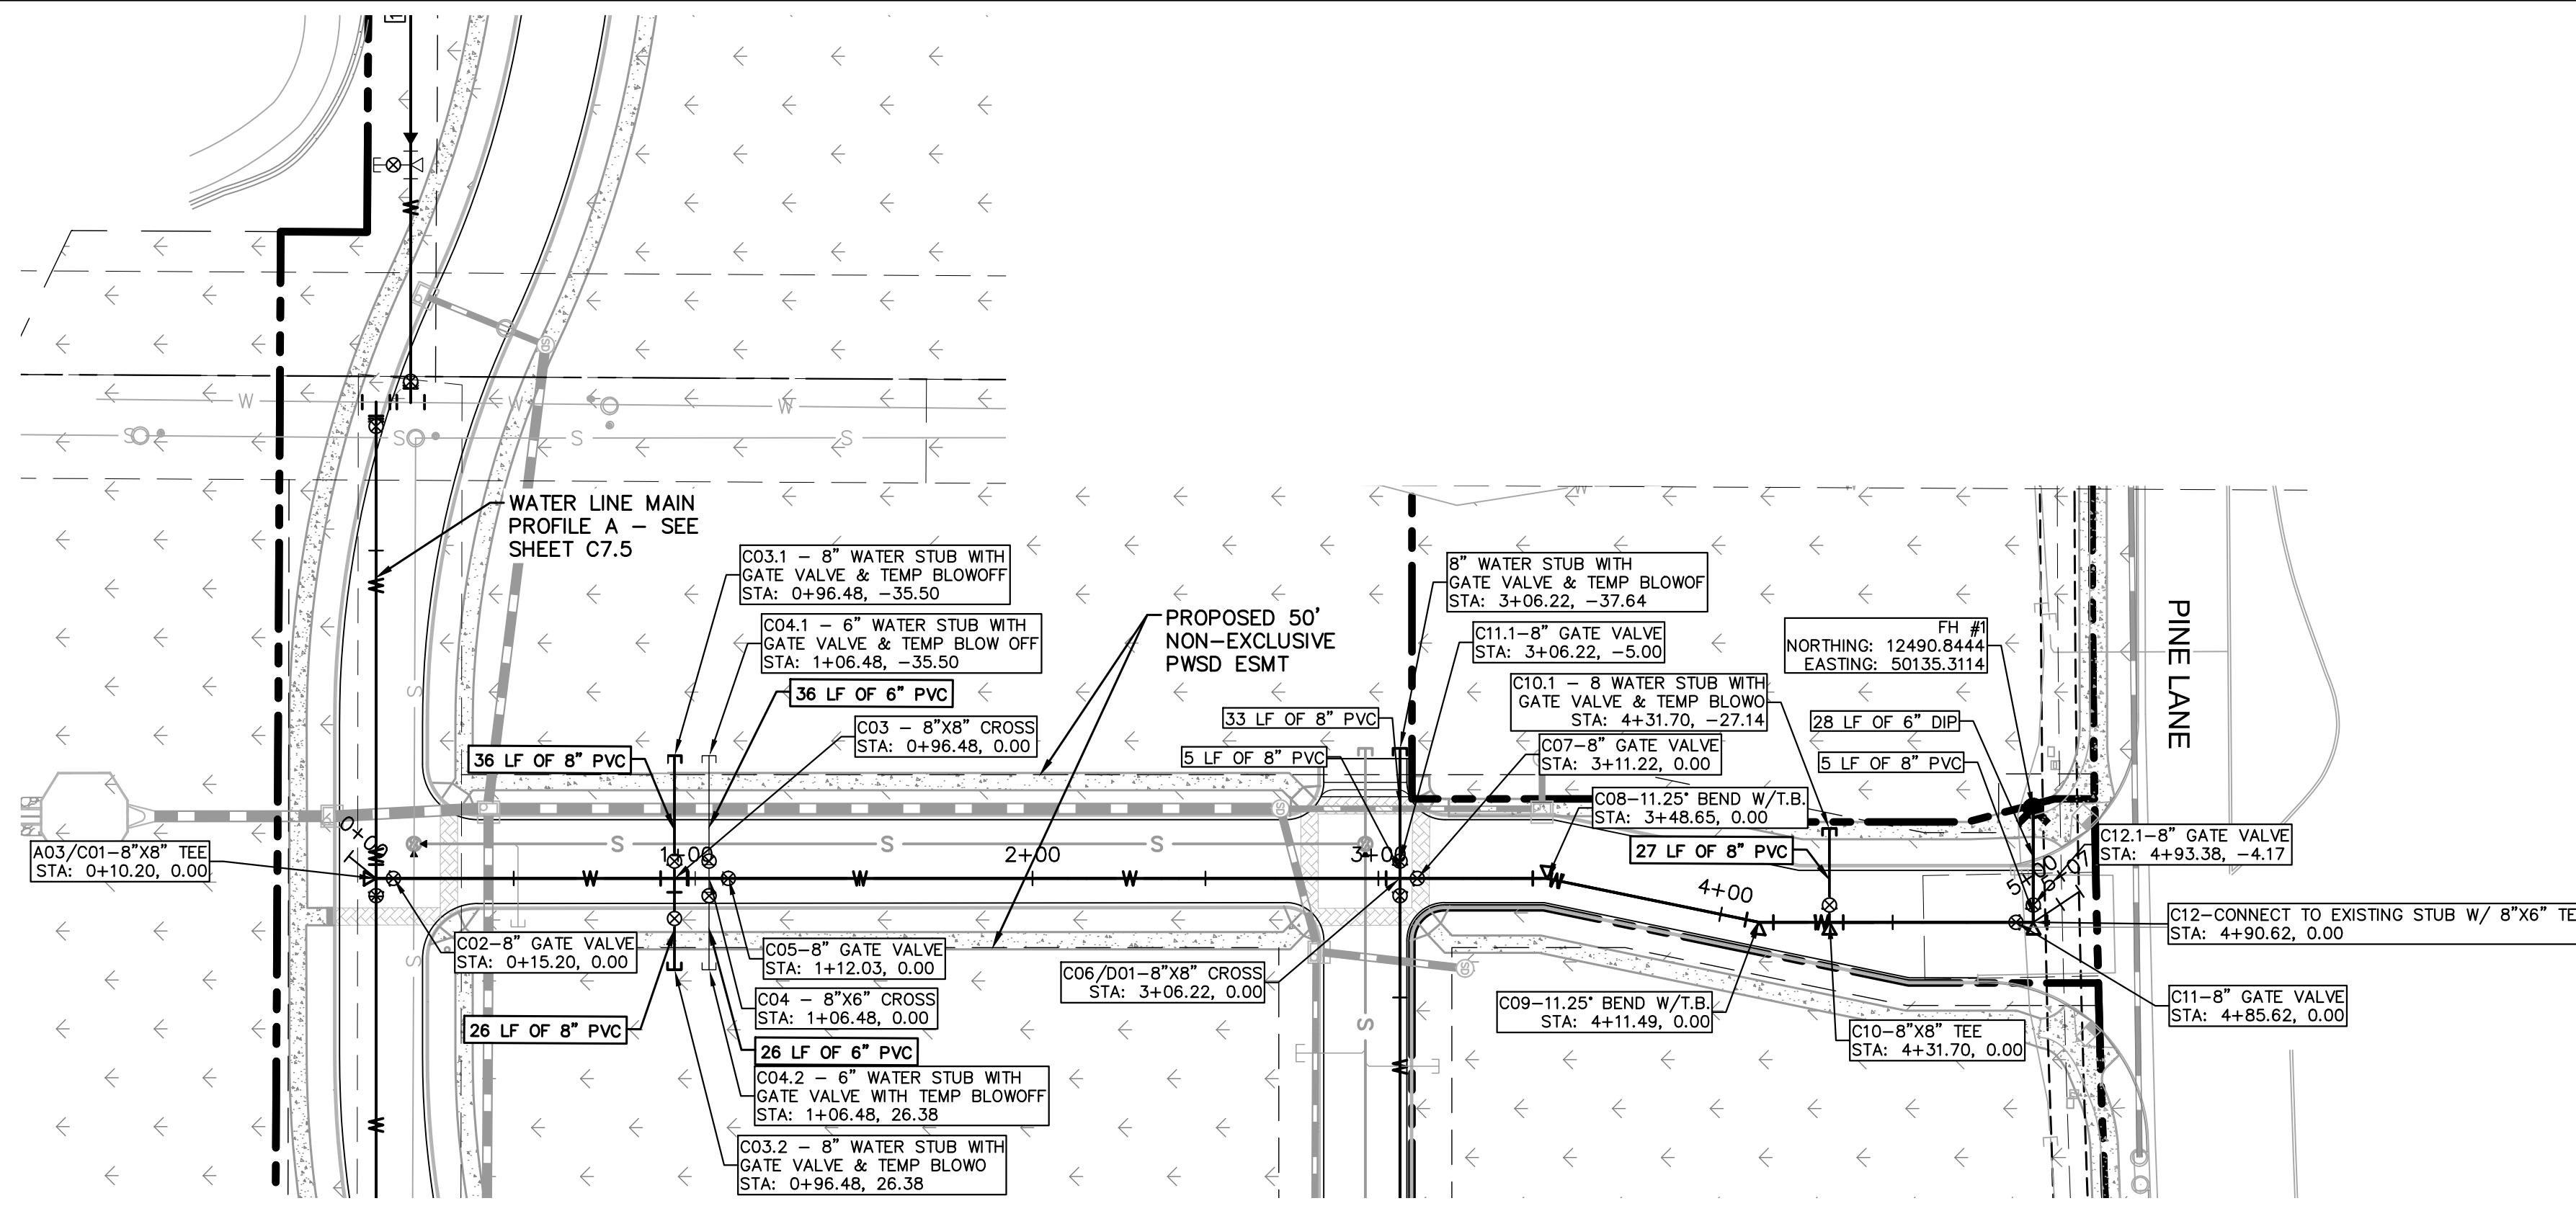 WATER LINE MAIN
PROFILE A – SEE
SHEET C7.5
C03.1 – 8" WATER STUB WITH
GATE VALVE & TEMP BLOWOFF
STA: 0+96.48, –35.50
C04.1 – 6" WATER STUB WITH
GATE VALVE & TEMP BLOW OFF
STA: 1+06.48, –35.50
36 LF OF 6" PVC
C03 – 8"X8" CROSS
STA: 0+96.48, 0.00
36 LF OF 8" PVC
PROPOSED 50'
NON–EXCLUSIVE
PWSD ESMT
8" WATER STUB WITH
GATE VALVE & TEMP BLOWOF
STA: 3+06.22, –37.64
C11.1–8" GATE VALVE
STA: 3+06.22, –5.00
C10.1 – 8 WATER STUB WITH
GATE VALVE & TEMP BLOWO
STA: 4+31.70, –27.14
33 LF OF 8" PVC
5 LF OF 8" PVC
C07–8" GATE VALVE
STA: 3+11.22, 0.00
C08–11.25° BEND W/T.B.
STA: 3+48.65, 0.00
27 LF OF 8" PVC
FH #1
NORTHING: 12490.8444
EASTING: 50135.3114
28 LF OF 6" DIP
5 LF OF 8" PVC
PINE LANE
C12.1–8" GATE VALVE
STA: 4+93.38, –4.17
C12–CONNECT TO EXISTING STUB W/ 8"X6" TE
STA: 4+90.62, 0.00
C11–8" GATE VALVE
STA: 4+85.62, 0.00
A03/C01–8"X8" TEE
STA: 0+10.20, 0.00
0+00
1+00
2+00
3+00
4+00
5+00
C02–8" GATE VALVE
STA: 0+15.20, 0.00
C05–8" GATE VALVE
STA: 1+12.03, 0.00
C04 – 8"X6" CROSS
STA: 1+06.48, 0.00
26 LF OF 8" PVC
26 LF OF 6" PVC
C04.2 – 6" WATER STUB WITH
GATE VALVE WITH TEMP BLOWOFF
STA: 1+06.48, 26.38
C03.2 – 8" WATER STUB WITH
GATE VALVE & TEMP BLOWO
STA: 0+96.48, 26.38
C06/D01–8"X8" CROSS
STA: 3+06.22, 0.00
C09–11.25° BEND W/T.B.
STA: 4+11.49, 0.00
C10–8"X8" TEE
STA: 4+31.70, 0.00
W
W
W
S
S
S
S
S
S
S
S
S
S
W
W
W
W
W
SD
SD
SD